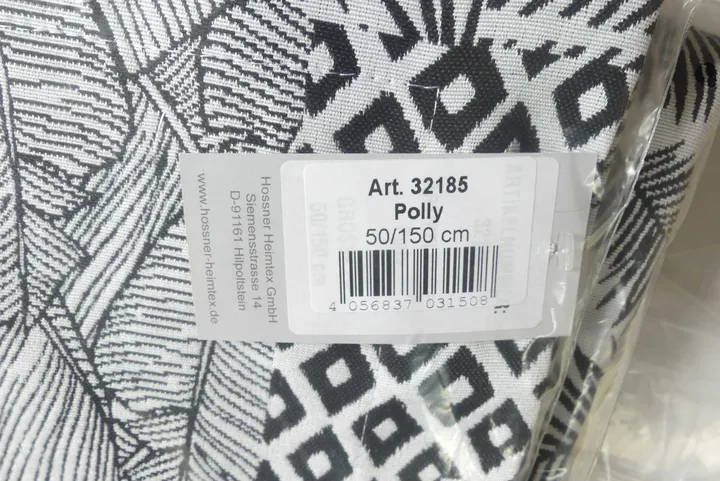 Art. 32185
Polly
50/150 cm
4 056837 031508
Hossner Heimtex GmbH
Siemensstrasse 14
D-91161 Hilpoltstein
www.hossner-heimtex.de